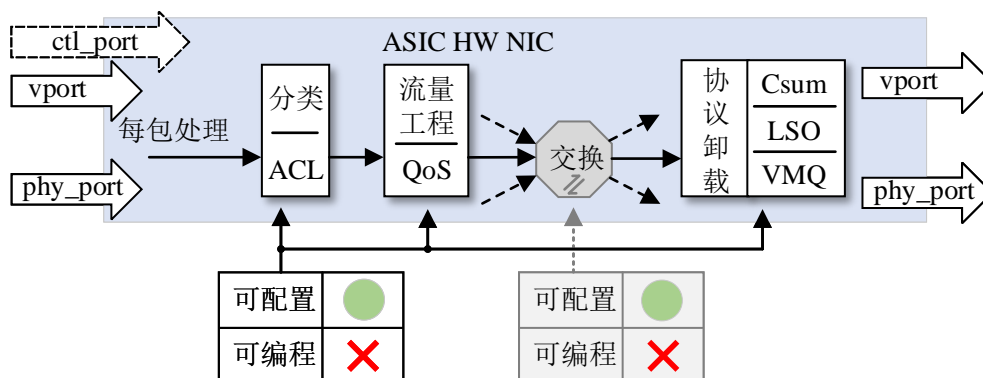 ASIC HW NIC
ctl_port
vport
phy_port
每包处理
分类
ACL
流量
工程
QoS
交换
协
议
卸
载
Csum
LSO
VMQ
vport
phy_port
可配置
可编程
可配置
可编程